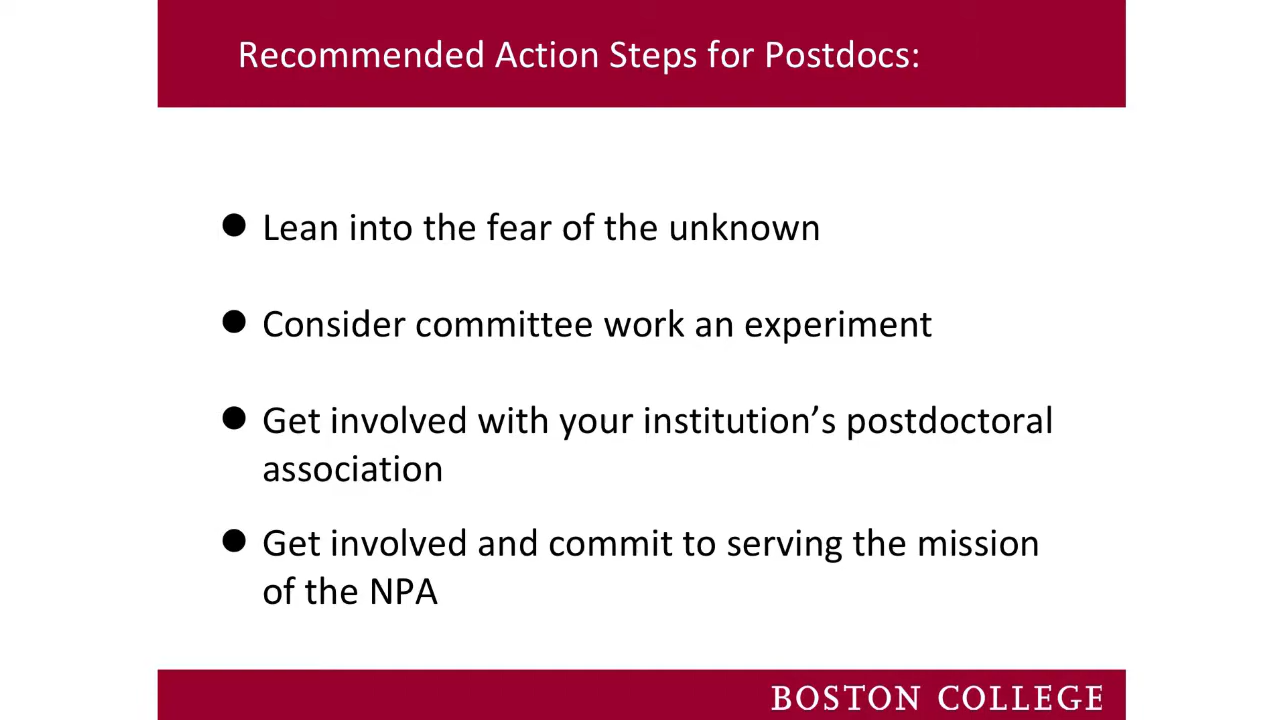 Recommended Action Steps for Postdocs:
● Lean into the fear of the unknown
● Consider committee work an experiment
● Get involved with your institution’s postdoctoral
association
● Get involved and commit to serving the mission
of the NPA
BOSTON COLLEGE